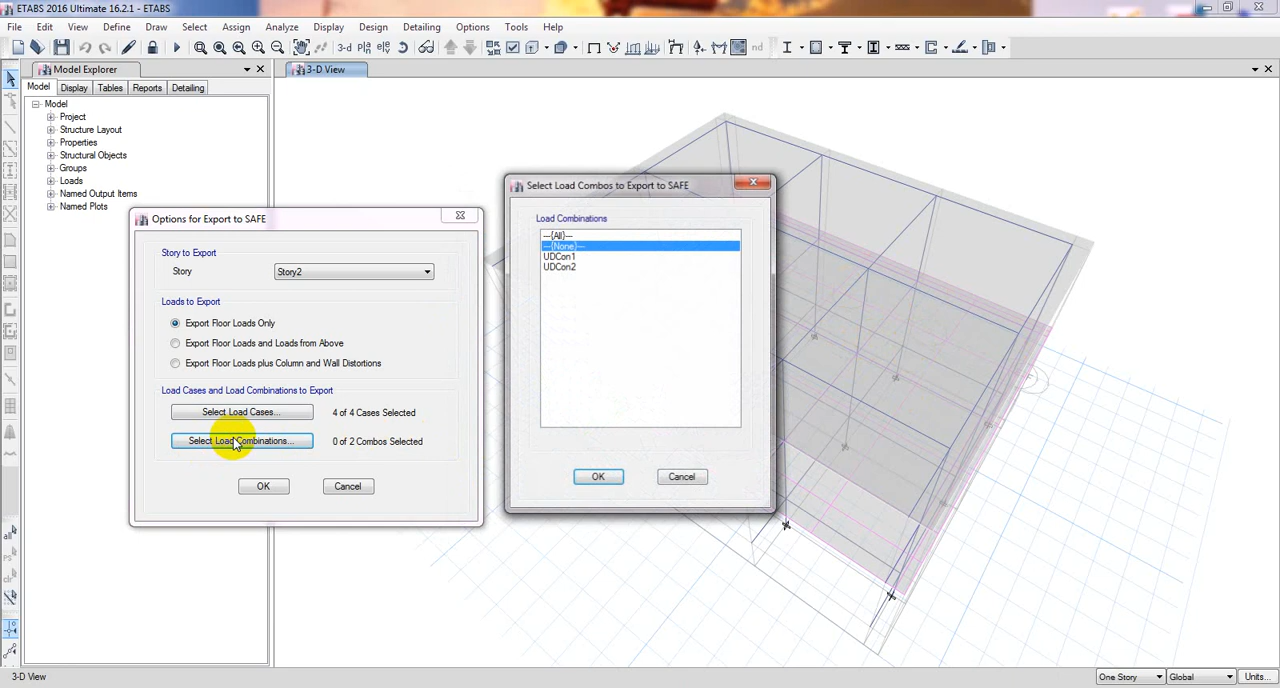 ETABS 2016 Ultimate 16.2.1 - ETABS
File Edit View Define Draw Select Assign Analyze Display Design Detailing Options Tools Help
3-d
nd
Model Explorer
3-D View
Model Display Tables Reports Detailing
Model
Project
Structure Layout
Properties
Structural Objects
Groups
Loads
Named Output Items
Named Plots
Options for Export to SAFE
Story to Export
Story Story2
Loads to Export
Export Floor Loads Only
Export Floor Loads and Loads from Above
Export Floor Loads plus Column and Wall Distortions
Load Cases and Load Combinations to Export
Select Load Cases... 4 of 4 Cases Selected
Select Load Combinations... 0 of 2 Combos Selected
OK Cancel
Select Load Combos to Export to SAFE
Load Combinations
---{All}---
---{None}---
UDCon1
UDCon2
OK Cancel
all
PS
clr
3-D View One Story Global Units...